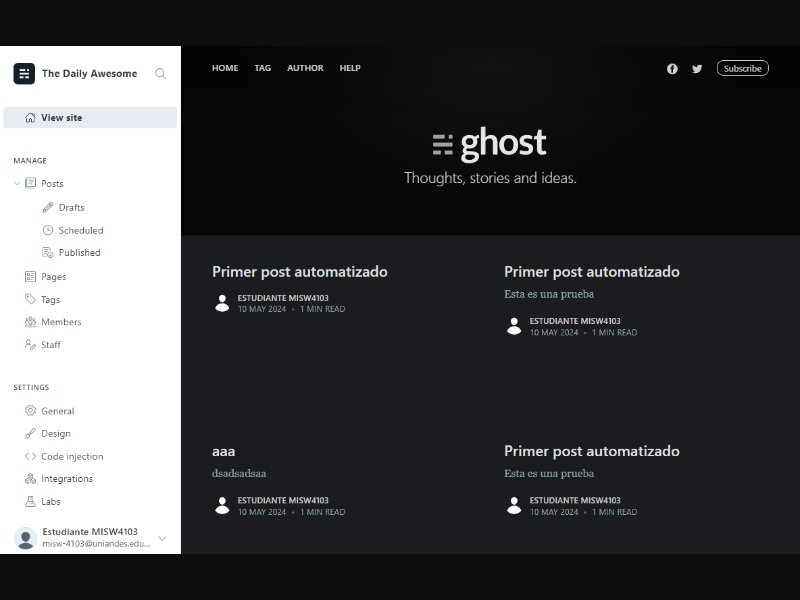 The Daily Awesome
View site
MANAGE
Posts
Drafts
Scheduled
Published
Pages
Tags
Members
Staff
SETTINGS
General
Design
Code injection
Integrations
Labs
Estudiante MISW4103
misw-4103@uniandes.edu...
HOME TAG AUTHOR HELP
Subscribe
ghost
Thoughts, stories and ideas.
Primer post automatizado
ESTUDIANTE MISW4103
10 MAY 2024 • 1 MIN READ
Primer post automatizado
Esta es una prueba
ESTUDIANTE MISW4103
10 MAY 2024 • 1 MIN READ
aaa
dsadsadsaa
ESTUDIANTE MISW4103
10 MAY 2024 • 1 MIN READ
Primer post automatizado
Esta es una prueba
ESTUDIANTE MISW4103
10 MAY 2024 • 1 MIN READ